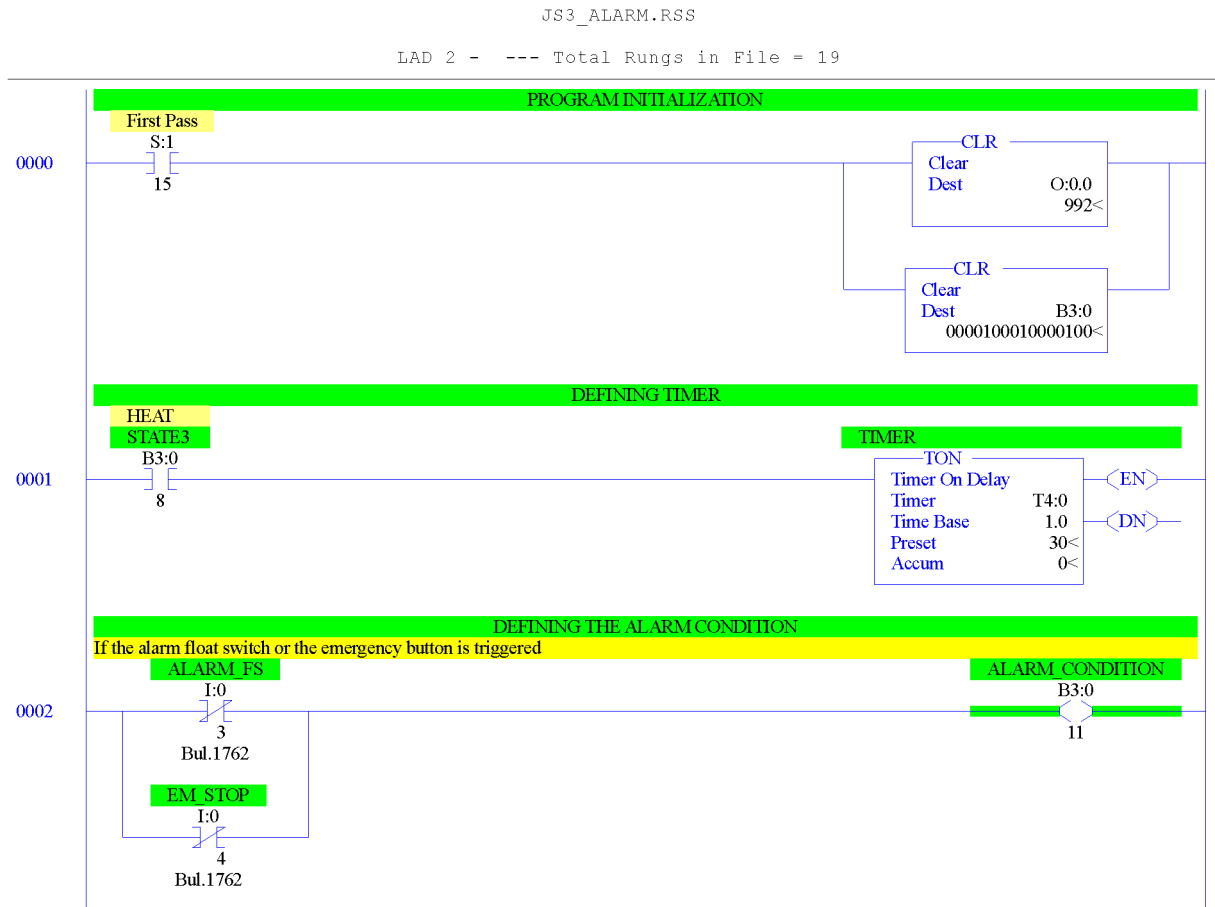 JS3_ALARM.RSS
LAD 2 - --- Total Rungs in File = 19
PROGRAM INITIALIZATION
First Pass
S:1
0000
15
CLR
Clear
Dest O:0.0
992<
CLR
Clear
Dest B3:0
0000100010000100<
DEFINING TIMER
HEAT
STATE3
B3:0
0001
8
TIMER
TON
Timer On Delay
Timer T4:0
Time Base 1.0
Preset 30<
Accum 0<
EN
DN
DEFINING THE ALARM CONDITION
If the alarm float switch or the emergency button is triggered
ALARM_FS
I:0
0002
3
Bul.1762
EM_STOP
I:0
4
Bul.1762
ALARM_CONDITION
B3:0
11